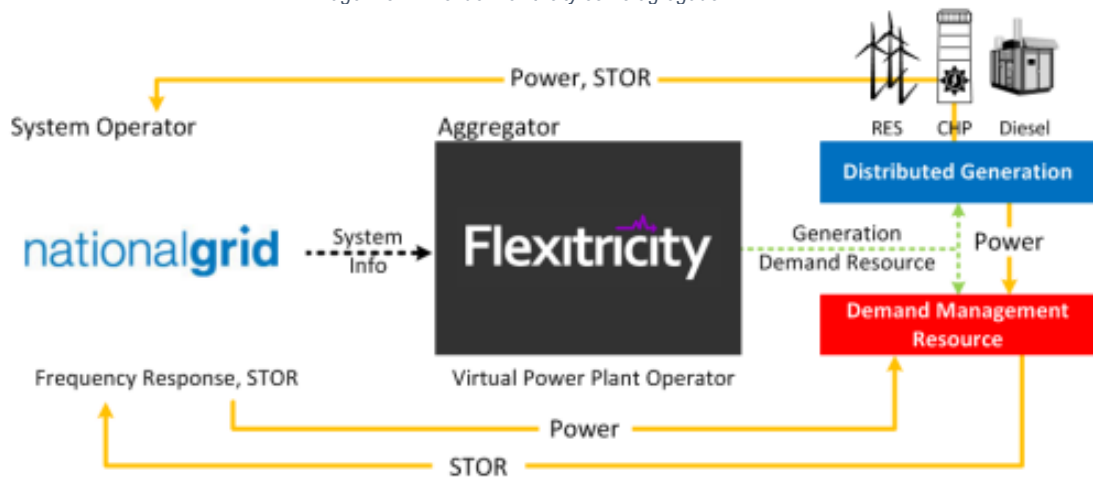 Power, STOR
System Operator
Aggregator
RES CHP Diesel
Distributed Generation
nationalgrid
System
Info
Flexitricity
Generation
Demand Resource
Power
Demand Management
Resource
Frequency Response, STOR
Virtual Power Plant Operator
Power
STOR